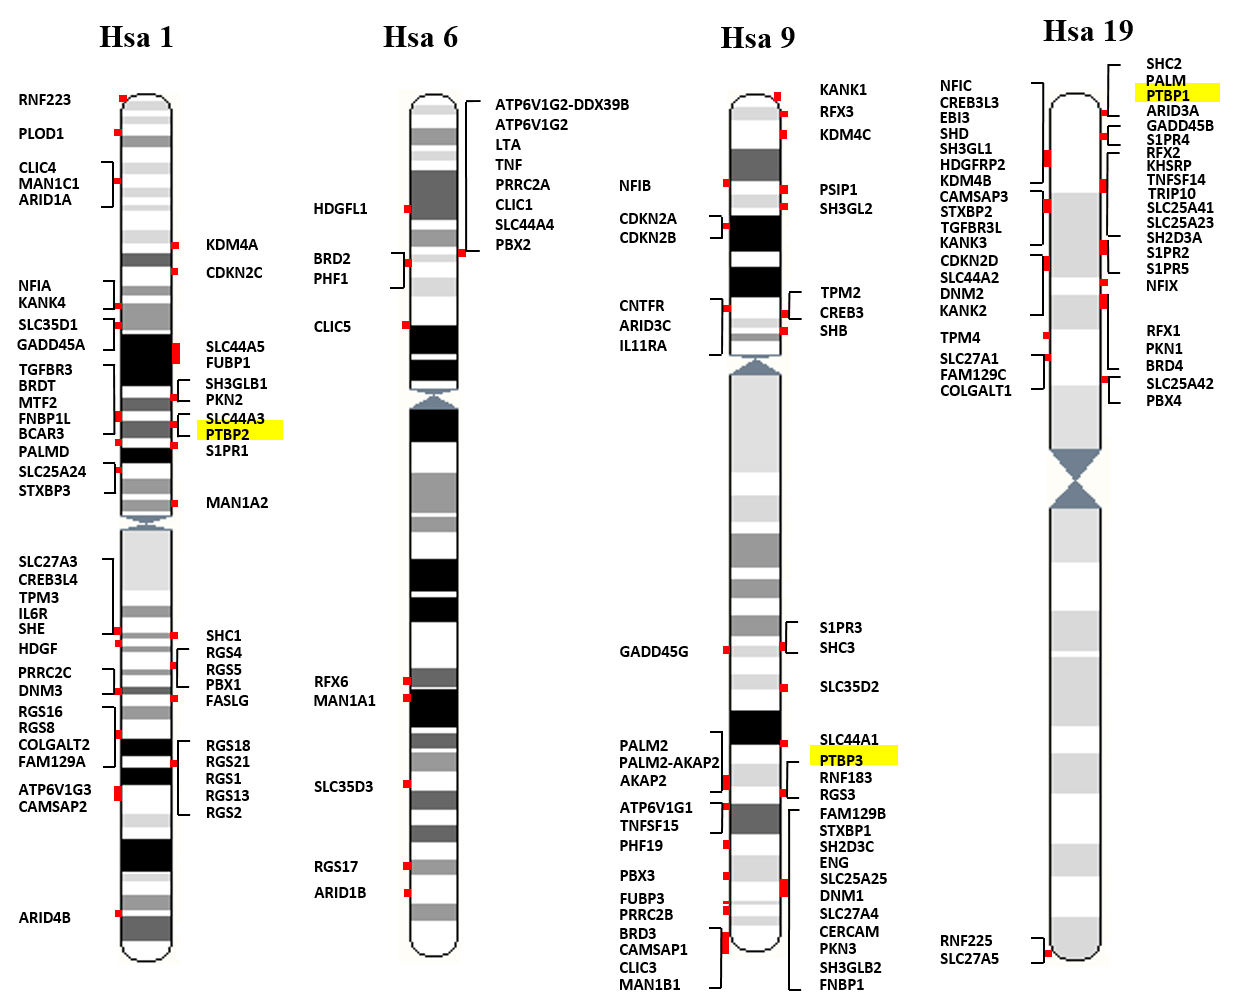 Hsa 1
RNF223
PLOD1
CLIC4
MAN1C1
ARID1A
NFIA
KANK4
SLC35D1
GADD45A
TGFBR3
BRDT
MTF2
FNBP1L
BCAR3
PALMD
SLC25A24
STXBP3
SLC27A3
CREB3L4
TPM3
IL6R
SHE
HDGF
PRRC2C
DNM3
RGS16
RGS8
COLGALT2
FAM129A
ATP6V1G3
CAMSAP2
ARID4B
KDM4A
CDKN2C
SLC44A5
FUBP1
SH3GLB1
PKN2
SLC44A3
PTBP2
S1PR1
MAN1A2
SHC1
RGS4
RGS5
PBX1
FASLG
RGS18
RGS21
RGS1
RGS13
RGS2
Hsa 6
HDGFL1
BRD2
PHF1
CLIC5
RFX6
MAN1A1
SLC35D3
RGS17
ARID1B
ATP6V1G2-DDX39B
ATP6V1G2
LTA
TNF
PRRC2A
CLIC1
SLC44A4
PBX2
Hsa 9
NFIB
CDKN2A
CDKN2B
CNTFR
ARID3C
IL11RA
GADD45G
PALM2
PALM2-AKAP2
AKAP2
ATP6V1G1
TNFSF15
PHF19
PBX3
FUBP3
PRRC2B
BRD3
CAMSAP1
CLIC3
MAN1B1
KANK1
RFX3
KDM4C
PSIP1
SH3GL2
TPM2
CREB3
SHB
S1PR3
SHC3
SLC35D2
SLC44A1
PTBP3
RNF183
RGS3
FAM129B
STXBP1
SH2D3C
ENG
SLC25A25
DNM1
SLC27A4
CERCAM
PKN3
SH3GLB2
FNBP1
Hsa 19
NFIC
CREB3L3
EBI3
SHD
SH3GL1
HDGFRP2
KDM4B
CAMSAP3
STXBP2
TGFBR3L
KANK3
CDKN2D
SLC44A2
DNM2
KANK2
TPM4
SLC27A1
FAM129C
COLGALT1
RNF225
SLC27A5
SHC2
PALM
PTBP1
ARID3A
GADD45B
S1PR4
RFX2
KHSRP
TNFSF14
TRIP10
SLC25A41
SLC25A23
SH2D3A
S1PR2
S1PR5
NFIX
RFX1
PKN1
BRD4
SLC25A42
PBX4